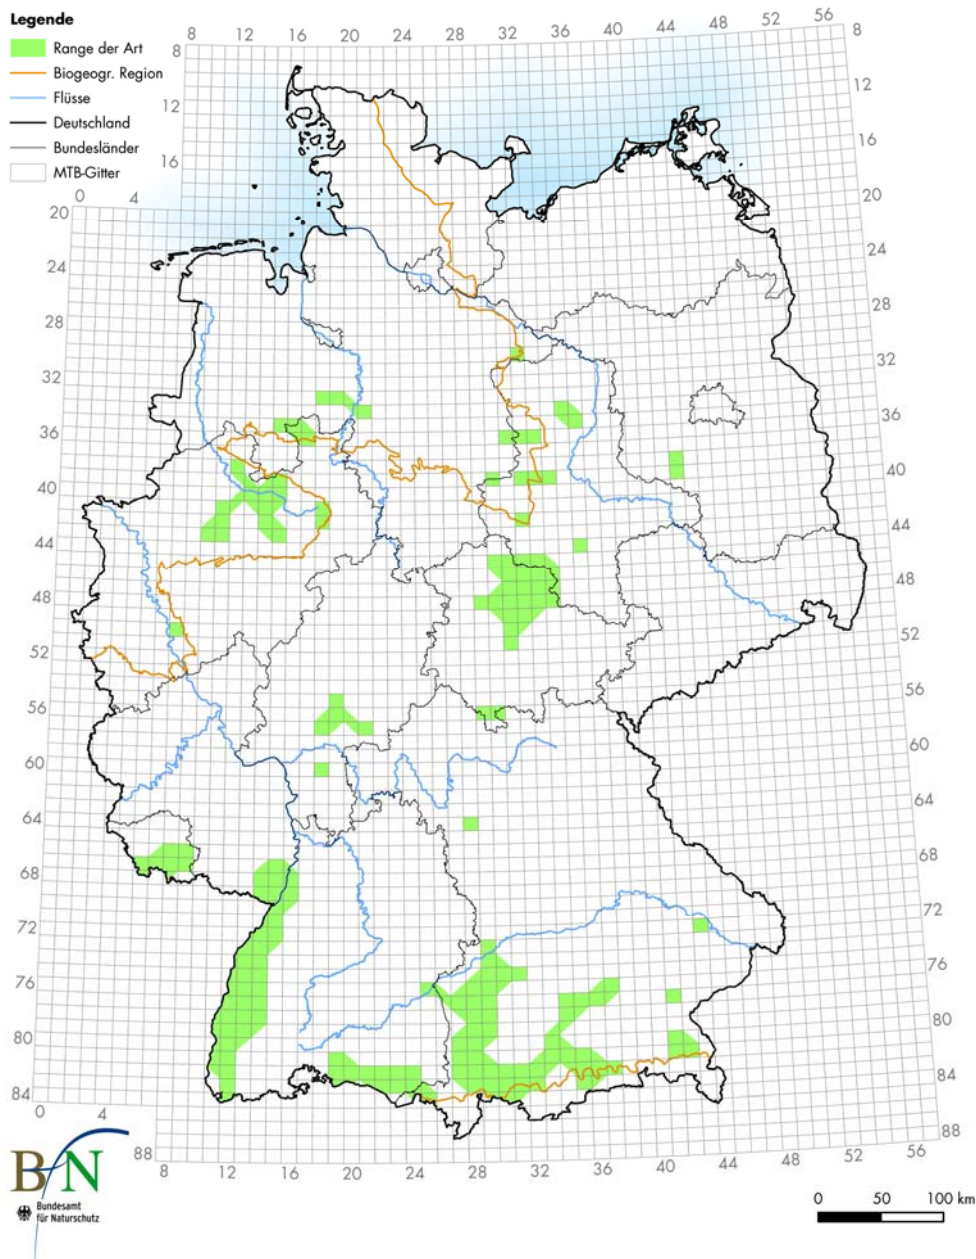 Legende
Range der Art
Biogeogr. Region
Flüsse
Deutschland
Bundesländer
MTB-Gitter
8 12 16 20 24 28 32 36 40 44 48 52 56
8 8
12 12
16 16
0 4
20 20
24 24
28 28
32 32
36 36
40 40
44 44
48 48
52 52
56 56
60 60
64 64
68 68
72 72
76 76
80 80
84 84
0 4
88 88
8 12 16 20 24 28 32 36 40 44 48 52 56
BfN
Bundesamt
für Naturschutz
0 50 100 km